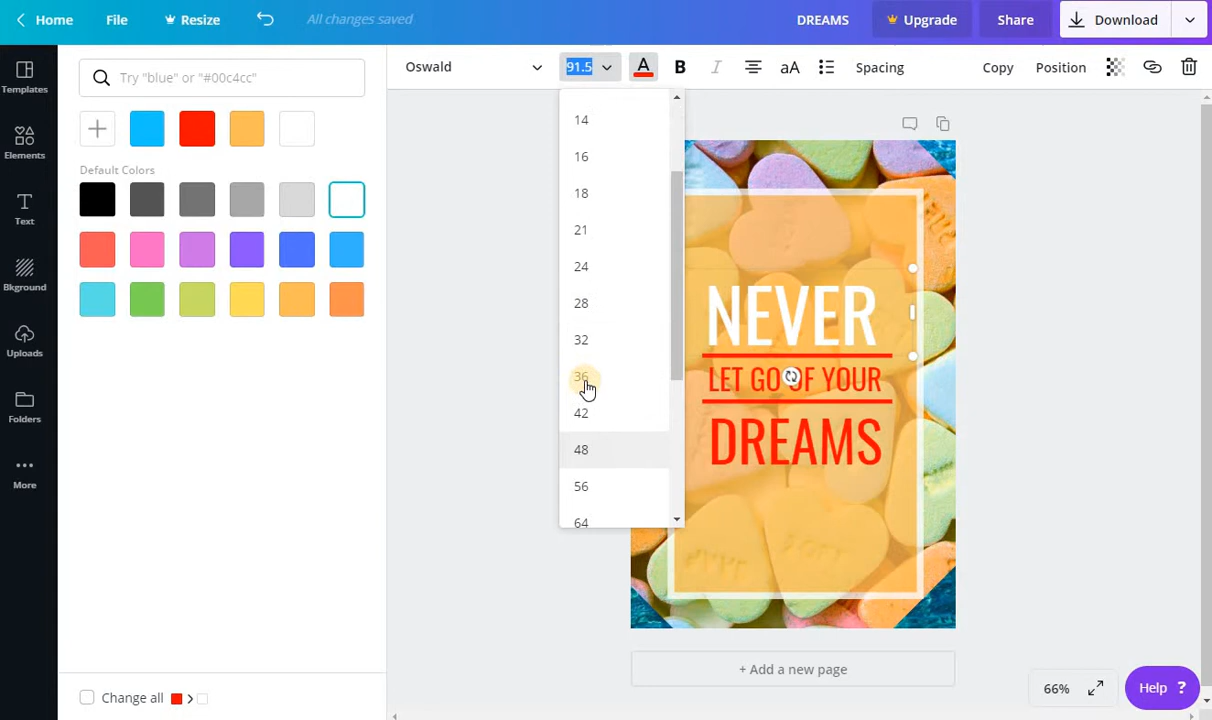 Home File Resize All changes saved DREAMS Upgrade Share Download
Templates
Elements
Text
Bkground
Uploads
Folders
More
Try "blue" or "#00c4cc"
Default Colors
Change all
Oswald 91.5 A B I aA Spacing Copy Position
14
16
18
21
24
28
32
36
42
48
56
64
NEVER
LET GO OF YOUR
DREAMS
+ Add a new page
66% Help ?